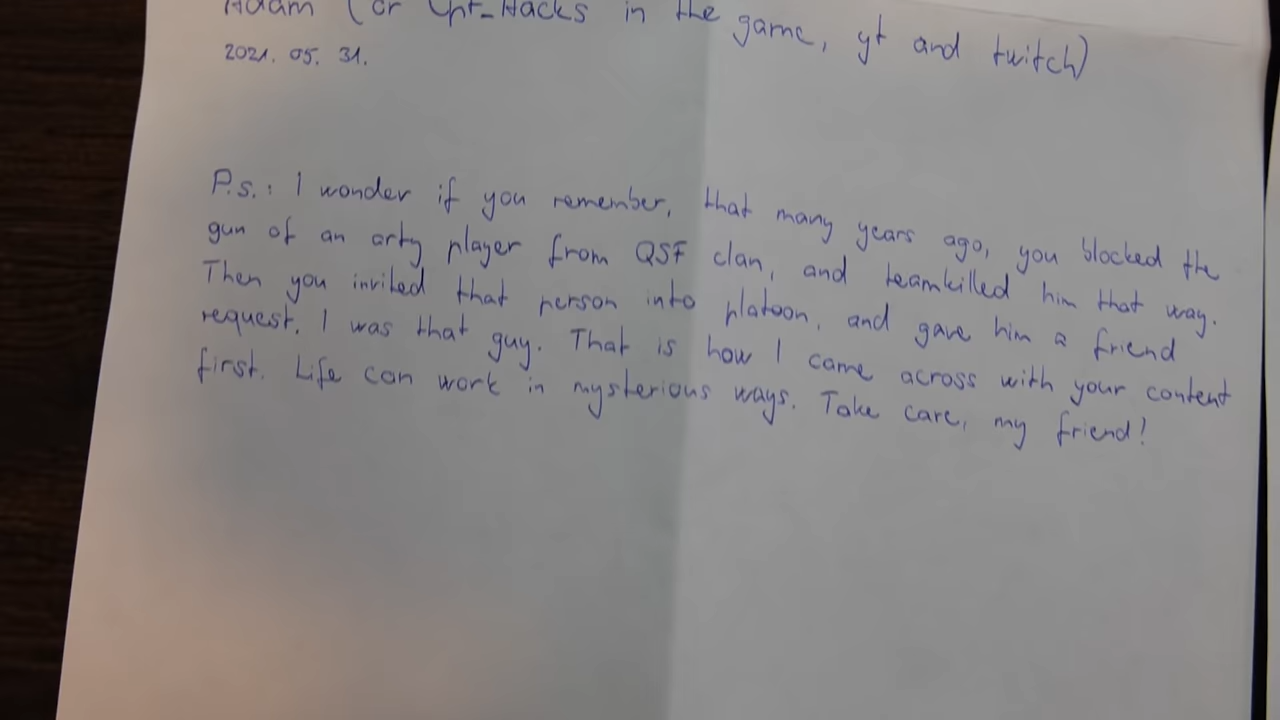 Adam (or Cpt_Hacks in the game, yt and twitch)
2021. 05. 31.
P.s.: I wonder if you remember, that many years ago, you blocked the
gun of an arty player from QSF clan, and teamkilled him that way.
Then you invited that person into platoon, and gave him a friend
request. I was that guy. That is how I came across with your content
first. Life can work in mysterious ways. Take care, my friend!